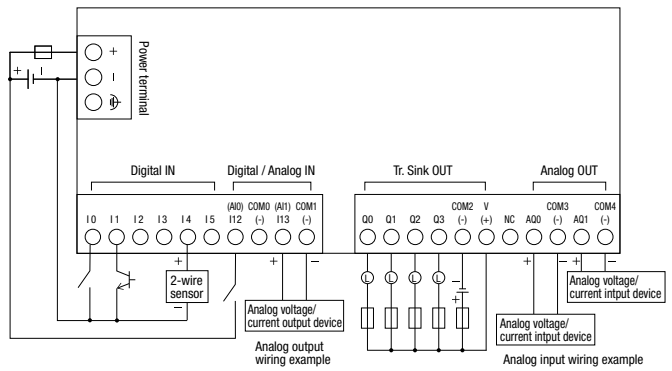 +
−
Power terminal
+ −
Digital IN
Digital / Analog IN
Tr. Sink OUT
Analog OUT
(AI0) COM0 (AI1) COM1
I0 I1 I2 I3 I4 I5 I12 (-) I13 (-)
COM2 V COM3 COM4
Q0 Q1 Q2 Q3 (-) (+) NC AQ0 (-) AQ1 (-)
+
2-wire
sensor
−
+ −
Analog voltage/
current output device
Analog output
wiring example
L L L L
−
+
+ −
Analog voltage/
current intput device
+ −
Analog voltage/
current intput device
Analog input wiring example